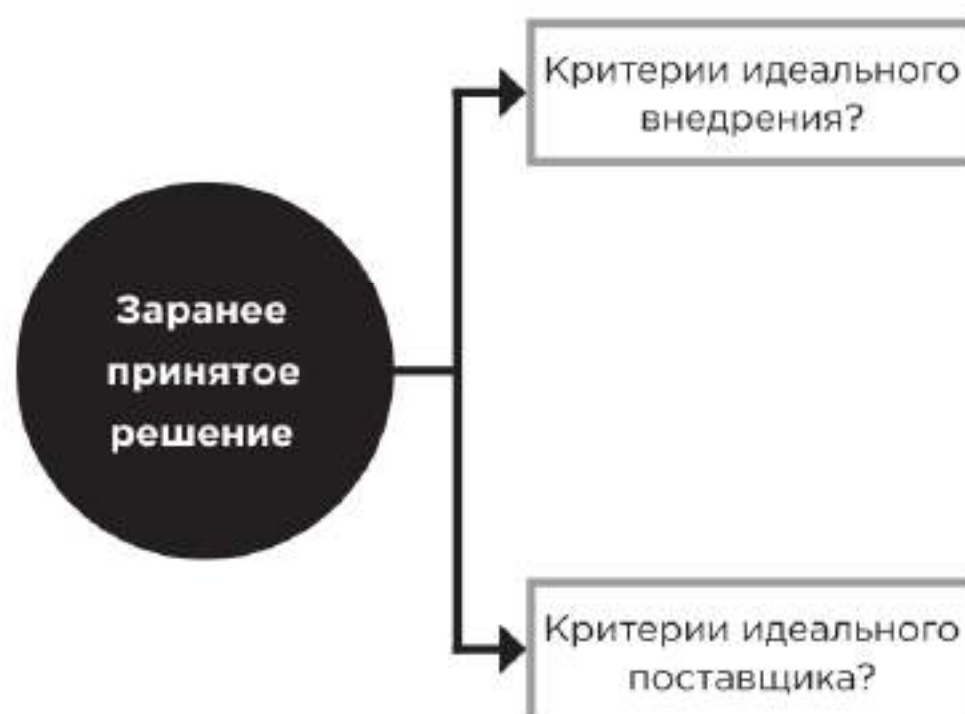 Критерии идеального
внедрения?
Заранее
принятое
решение
Критерии идеального
поставщика?